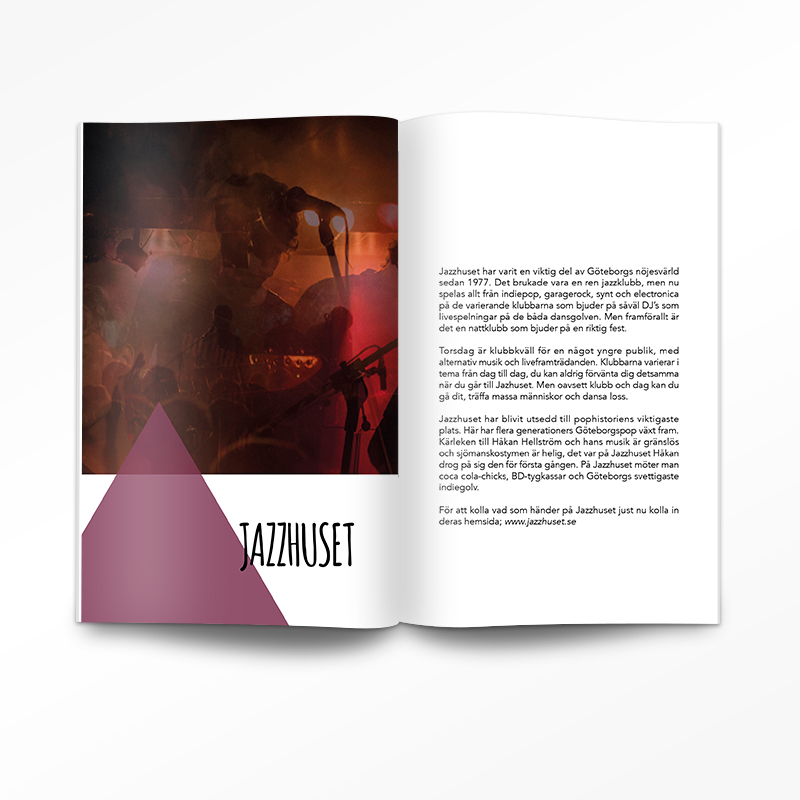 JAZZHUSET
Jazzhuset har varit en viktig del av Göteborgs nöjesvärld
sedan 1977. Det brukade vara en ren jazzklubb, men nu
spelas allt från indiepop, garagerock, synt och electronica
på de varierande klubbarna som bjuder på såväl DJ's som
livespelningar på de båda dansgolven. Men framförallt är
det en nattklubb som bjuder på en riktig fest.
Torsdag är klubbkväll för en något yngre publik, med
alternativ musik och liveframträdanden. Klubbarna varierar i
tema från dag till dag, du kan aldrig förvänta dig detsamma
när du går till Jazhuset. Men oavsett klubb och dag kan du
gå dit, träffa massa människor och dansa loss.
Jazzhuset har blivit utsedd till pophistoriens viktigaste
plats. Här har flera generationers Göteborgspop växt fram.
Kärleken till Håkan Hellström och hans musik är gränslös
och sjömanskostymen är helig, det var på Jazzhuset Håkan
drog på sig den för första gången. På Jazzhuset möter man
coca cola-chicks, BD-tygkassar och Göteborgs svettigaste
indiegolv.
För att kolla vad som händer på Jazzhuset just nu kolla in
deras hemsida; www.jazzhuset.se